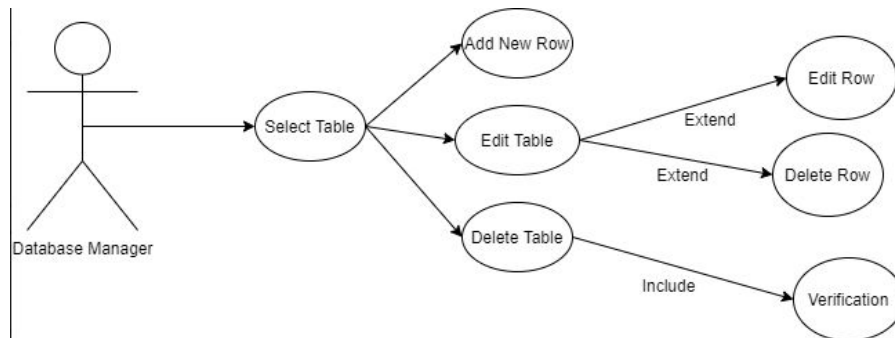 Add New Row
Edit Row
Extend
Select Table
Edit Table
Extend
Delete Row
Delete Table
Database Manager
Include
Verification